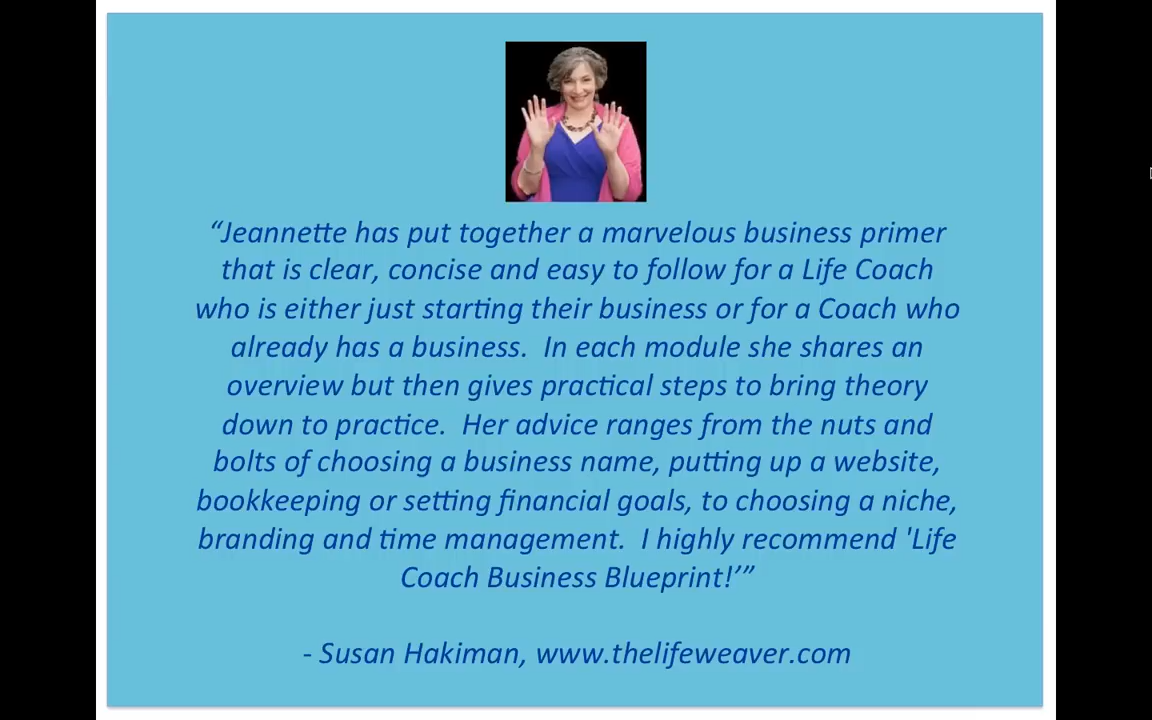 “Jeannette has put together a marvelous business primer
that is clear, concise and easy to follow for a Life Coach
who is either just starting their business or for a Coach who
already has a business.  In each module she shares an
overview but then gives practical steps to bring theory
down to practice.  Her advice ranges from the nuts and
bolts of choosing a business name, putting up a website,
bookkeeping or setting financial goals, to choosing a niche,
branding and time management.  I highly recommend 'Life
Coach Business Blueprint!’”
- Susan Hakiman, www.thelifeweaver.com